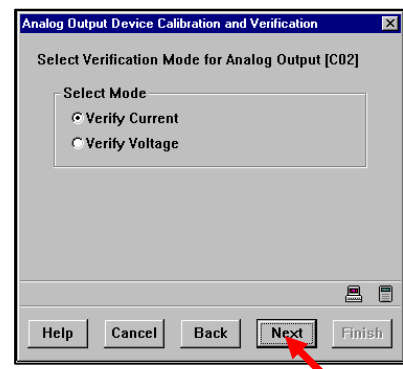 Analog Output Device Calibration and Verification
Select Verification Mode for Analog Output [C02]
Select Mode
Verify Current
Verify Voltage
Help Cancel Back Next Finish